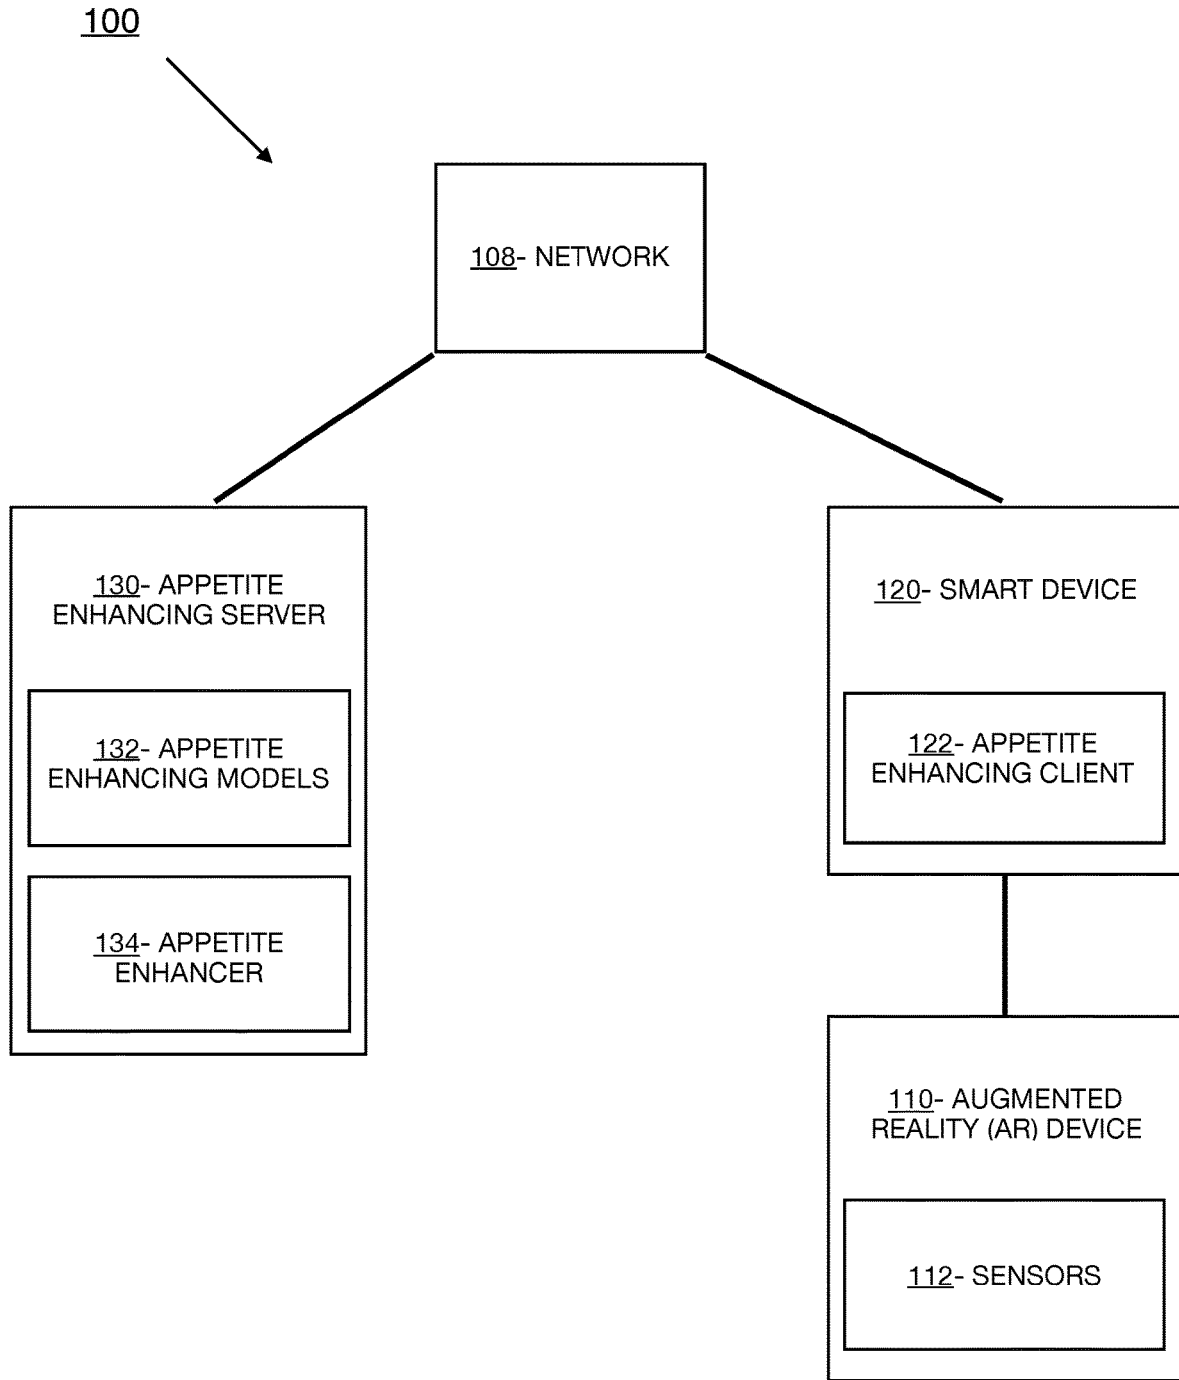 100
108- NETWORK
130- APPETITE
ENHANCING SERVER
132- APPETITE
ENHANCING MODELS
134- APPETITE
ENHANCER
120- SMART DEVICE
122- APPETITE
ENHANCING CLIENT
110- AUGMENTED
REALITY (AR) DEVICE
112- SENSORS